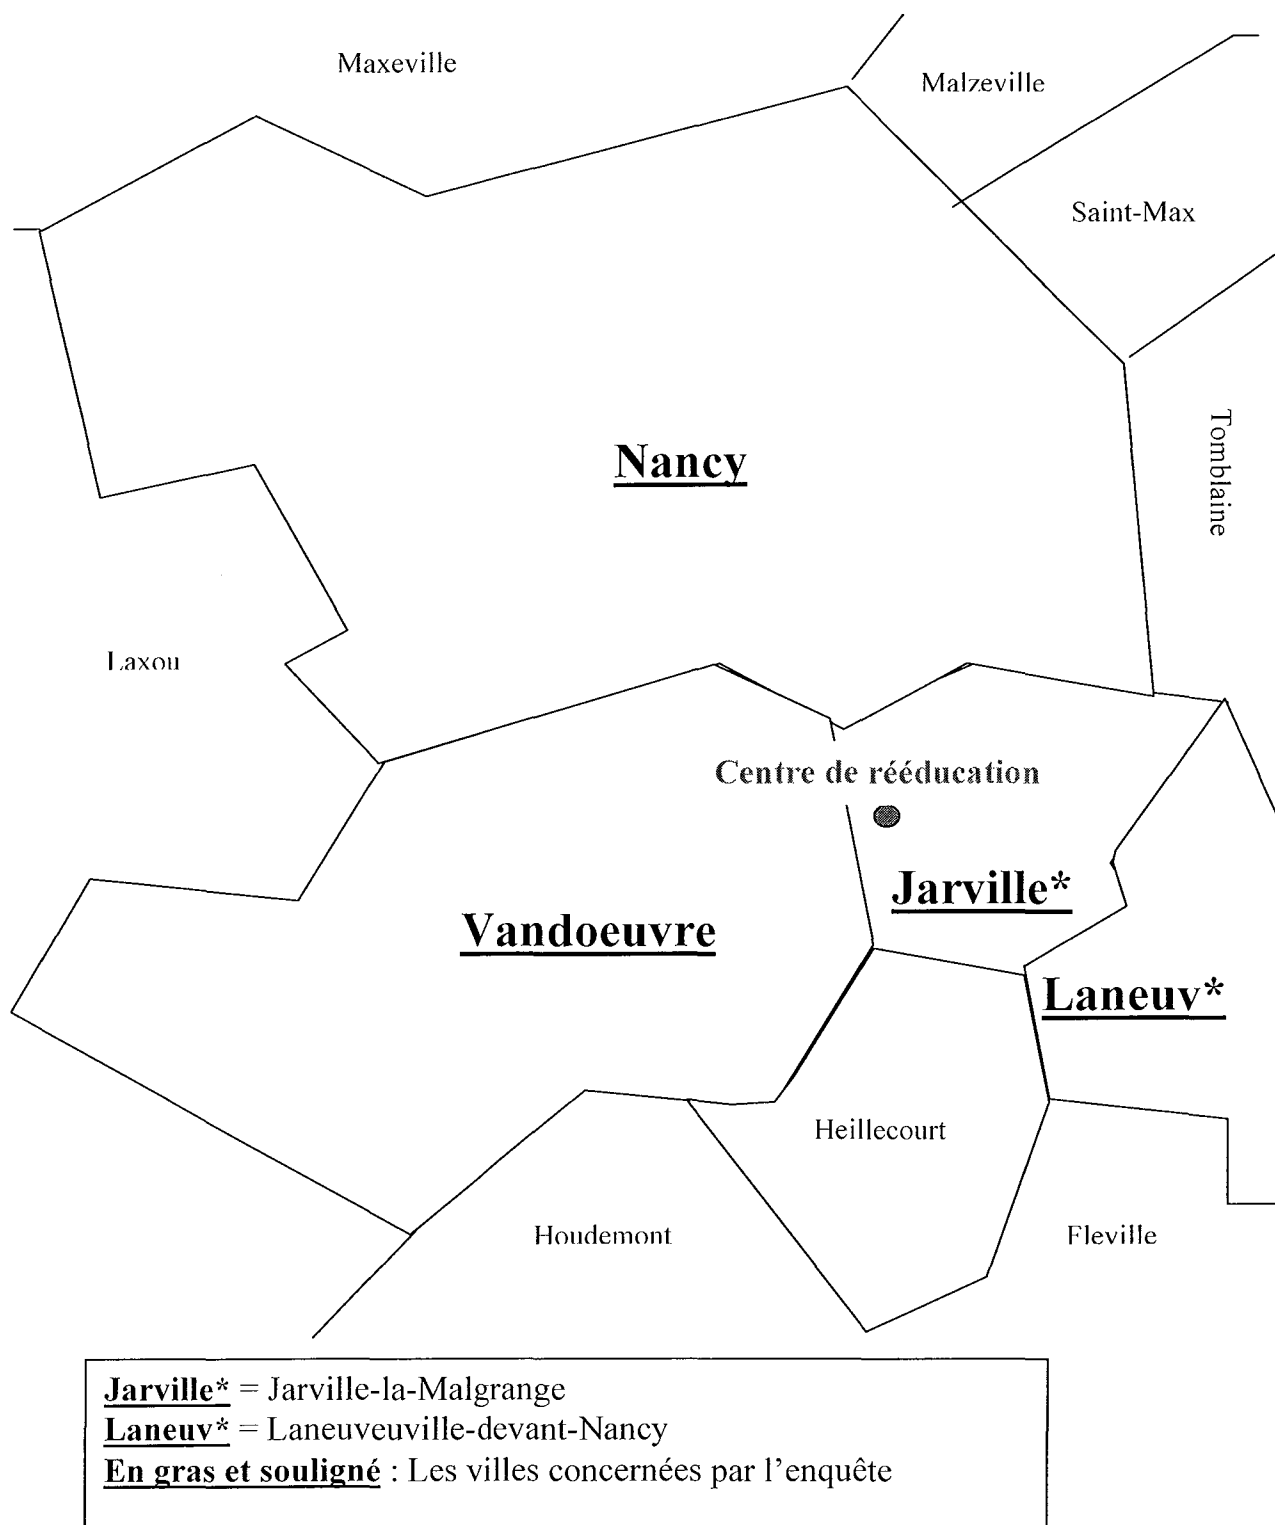 Maxeville
Malzeville
Saint-Max
Nancy
Tomblaine
Laxou
Centre de rééducation
Jarville*
Vandoeuvre
Laneuv*
Heillecourt
Houdemont
Fleville
Jarville* = Jarville-la-Malgrange
Laneuv* = Laneuveuville-devant-Nancy
En gras et souligné : Les villes concernées par l'enquête